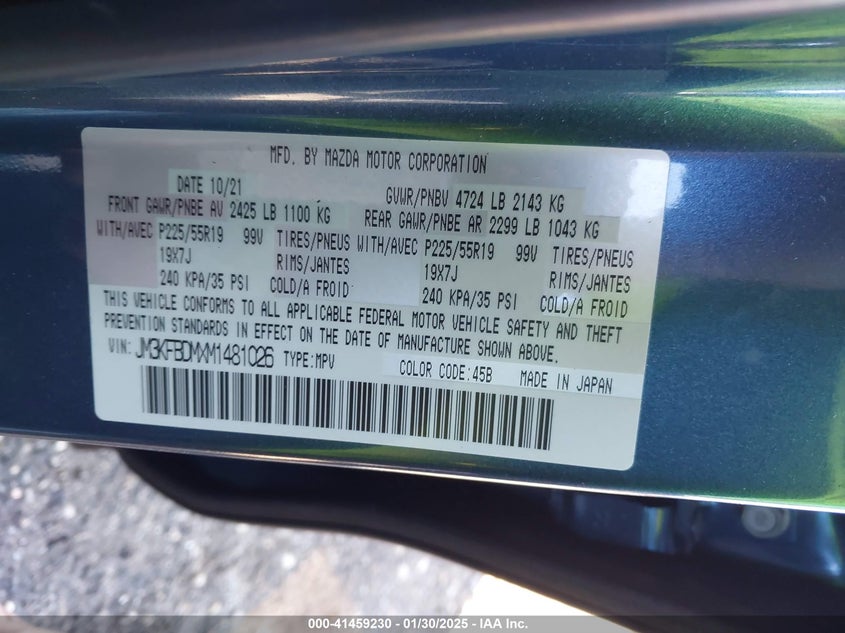 MFD. BY MAZDA MOTOR CORPORATION
DATE 10/21 GVWR/PNBV 4724 LB 2143 KG
FRONT GAWR/PNBE AV 2425 LB 1100 KG REAR GAWR/PNBE AR 2299 LB 1043 KG
WITH/AVEC P225/55R19 99V TIRES/PNEUS WITH/AVEC P225/55R19 99V TIRES/PNEUS
19X7J RIMS/JANTES 19X7J RIMS/JANTES
240 KPA/35 PSI COLD/A FROID 240 KPA/35 PSI COLD/A FROID
THIS VEHICLE CONFORMS TO ALL APPLICABLE FEDERAL MOTOR VEHICLE SAFETY AND THEFT
PREVENTION STANDARDS IN EFFECT ON THE DATE OF MANUFACTURE SHOWN ABOVE.
VIN: JM3KFBDMXM1481026 TYPE:MPV COLOR CODE:45B MADE IN JAPAN
000-41459230 - 01/30/2025 - IAA Inc.